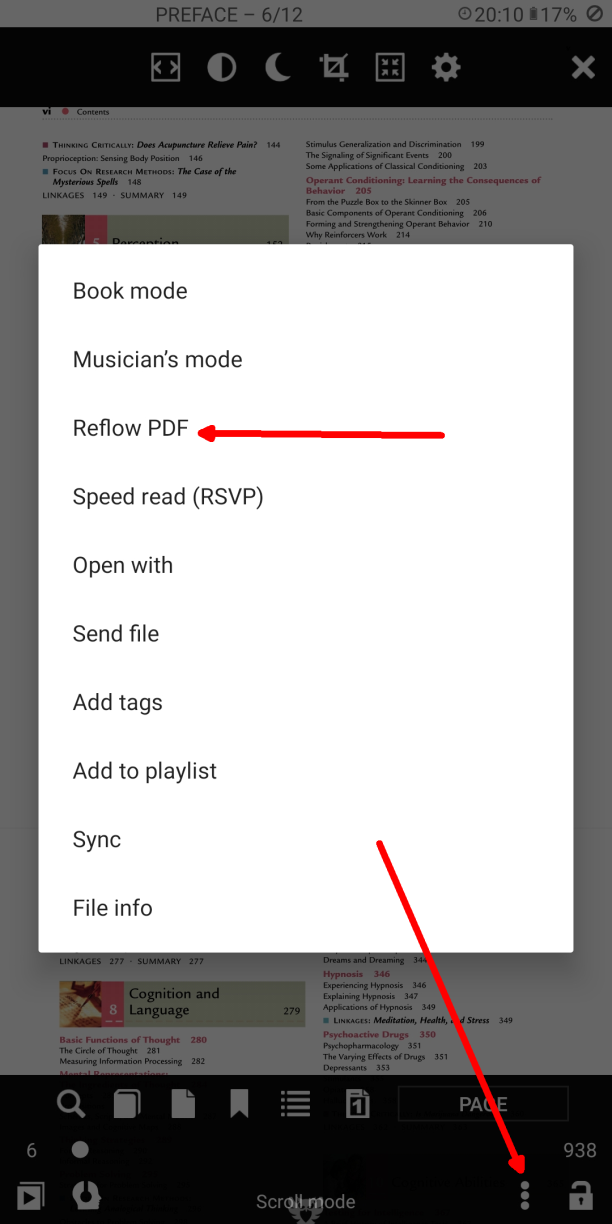 PREFACE – 6/12
20:10 17%
vi Contents
THINKING CRITICALLY: Does Acupuncture Relieve Pain? 144
Proprioception: Sensing Body Position 146
FOCUS ON RESEARCH METHODS: The Case of the
Mysterious Spells 148
LINKAGES 149 · SUMMARY 149
5 Perception 152
Stimulus Generalization and Discrimination 199
The Signaling of Significant Events 200
Some Applications of Classical Conditioning 203
Operant Conditioning: Learning the Consequences of
Behavior 205
From the Puzzle Box to the Skinner Box 205
Basic Components of Operant Conditioning 206
Forming and Strengthening Operant Behavior 210
Why Reinforcers Work 214
Book mode
Musician's mode
Reflow PDF
Speed read (RSVP)
Open with
Send file
Add tags
Add to playlist
Sync
File info
LINKAGES 277 · SUMMARY 277
8 Cognition and
Language 279
Basic Functions of Thought 280
The Circle of Thought 281
Measuring Information Processing 282
Mental Representations:
Dreams and Dreaming 344
Hypnosis 346
Experiencing Hypnosis 346
Explaining Hypnosis 347
Applications of Hypnosis 349
LINKAGES: Meditation, Health, and Stress 349
Psychoactive Drugs 350
Psychopharmacology 351
The Varying Effects of Drugs 351
Depressants 353
1
PAGE
6 938
Scroll mode